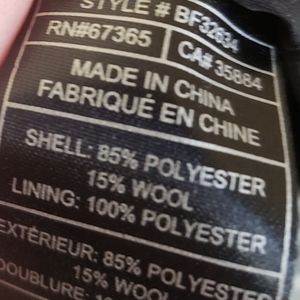 STYLE # BF32634
RN#67365
CA# 35884
MADE IN CHINA
FABRIQUÉ EN CHINE
SHELL: 85% POLYESTER
15% WOOL
LINING: 100% POLYESTER
EXTÉRIEUR: 85% POLYESTER
15% WOOL
DOUBLURE: